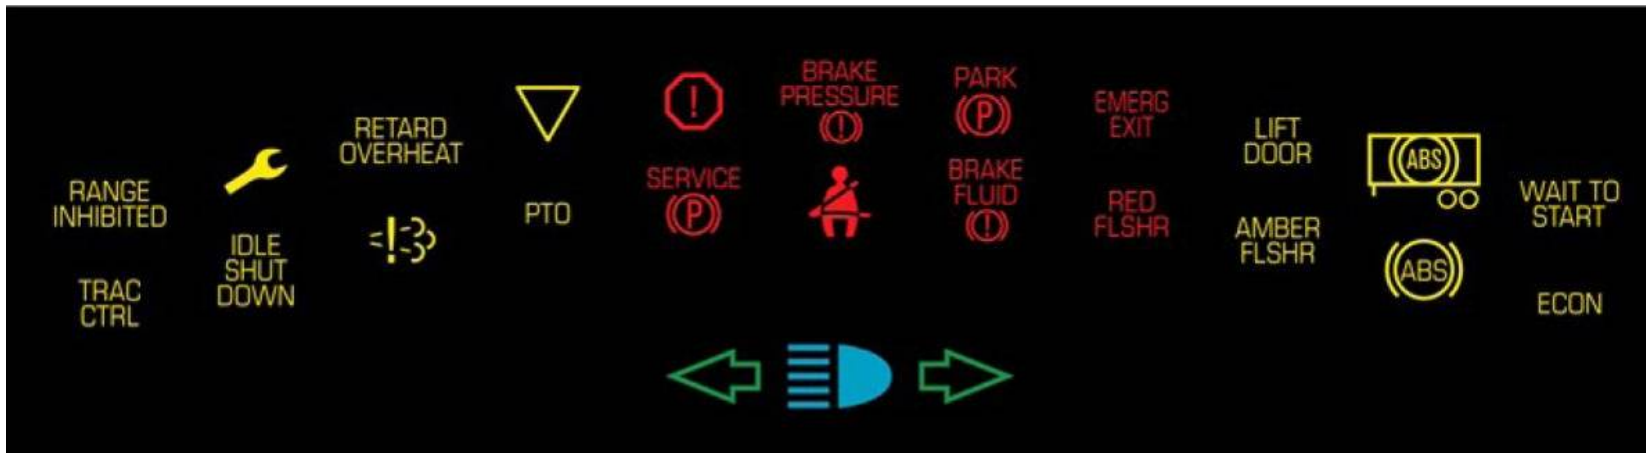 RANGE
INHIBITED
TRAC
CTRL
IDLE
SHUT
DOWN
RETARD
OVERHEAT
PTO
!
SERVICE
P
BRAKE
PRESSURE
!
PARK
P
BRAKE
FLUID
!
EMERG
EXIT
RED
FLSHR
LIFT
DOOR
AMBER
FLSHR
ABS
ABS
WAIT TO
START
ECON